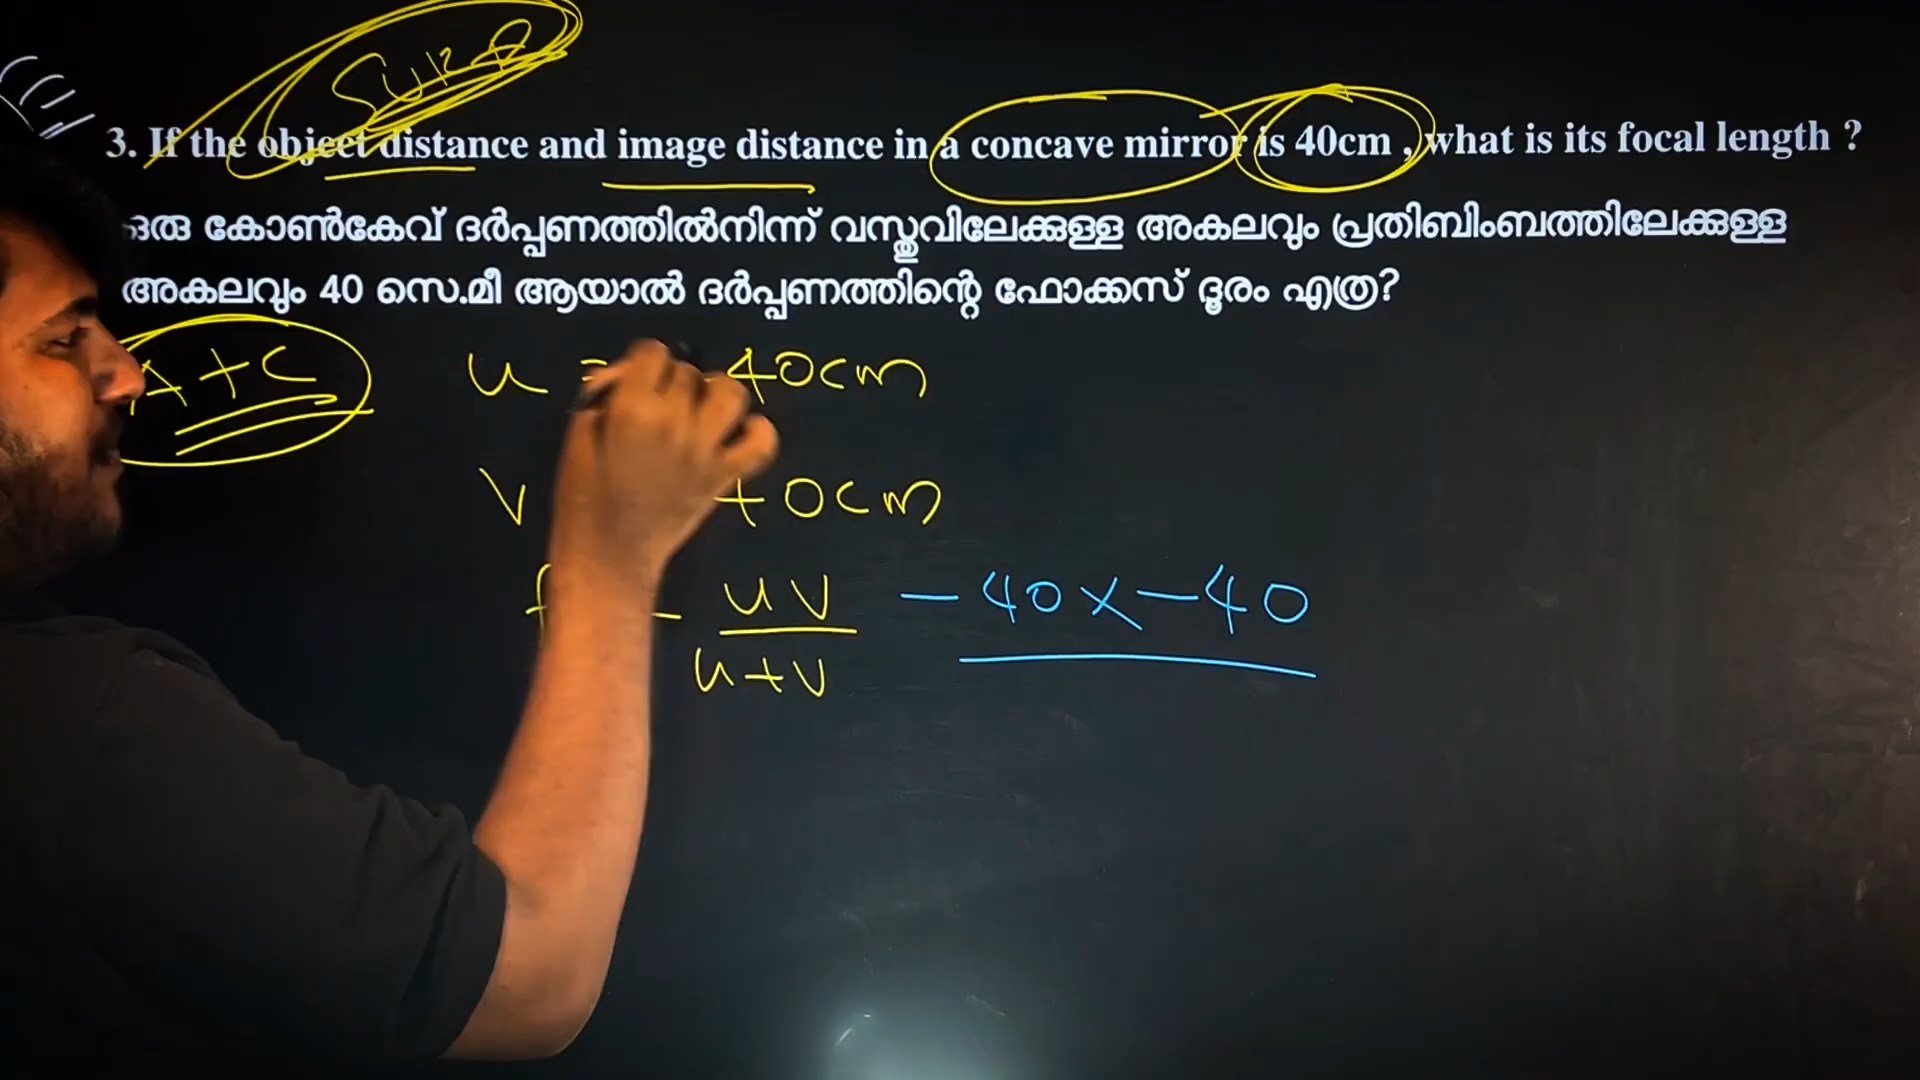 SURE
3. If the object distance and image distance in a concave mirror is 40cm , what is its focal length ?
ഒരു കോൺകേവ് ദർപ്പണത്തിൽനിന്ന് വസ്തുവിലേക്കുള്ള അകലവും പ്രതിബിംബത്തിലേക്കുള്ള
അകലവും 40 സെ.മീ ആയാൽ ദർപ്പണത്തിന്റെ ഫോക്കസ് ദൂരം എത്ര?
A+C
u = 40cm
v 40cm
f uv - 40 x - 40
u+v